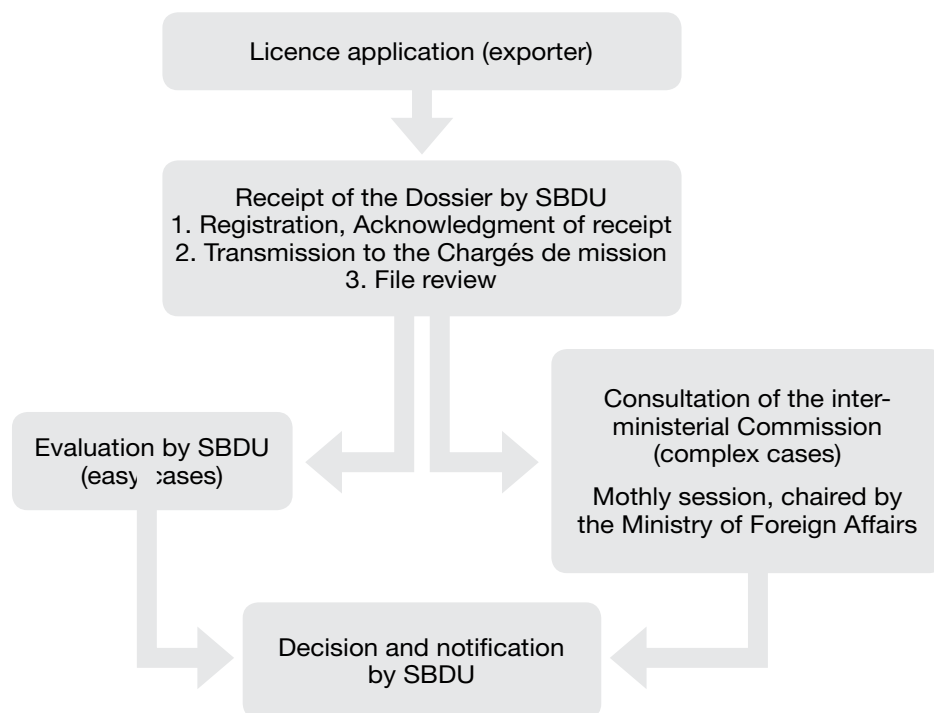 Licence application (exporter)
Receipt of the Dossier by SBDU
1. Registration, Acknowledgment of receipt
2. Transmission to the Chargés de mission
3. File review
Evaluation by SBDU
(easy cases)
Consultation of the inter-
ministerial Commission
(complex cases)
Mothly session, chaired by
the Ministry of Foreign Affairs
Decision and notification
by SBDU